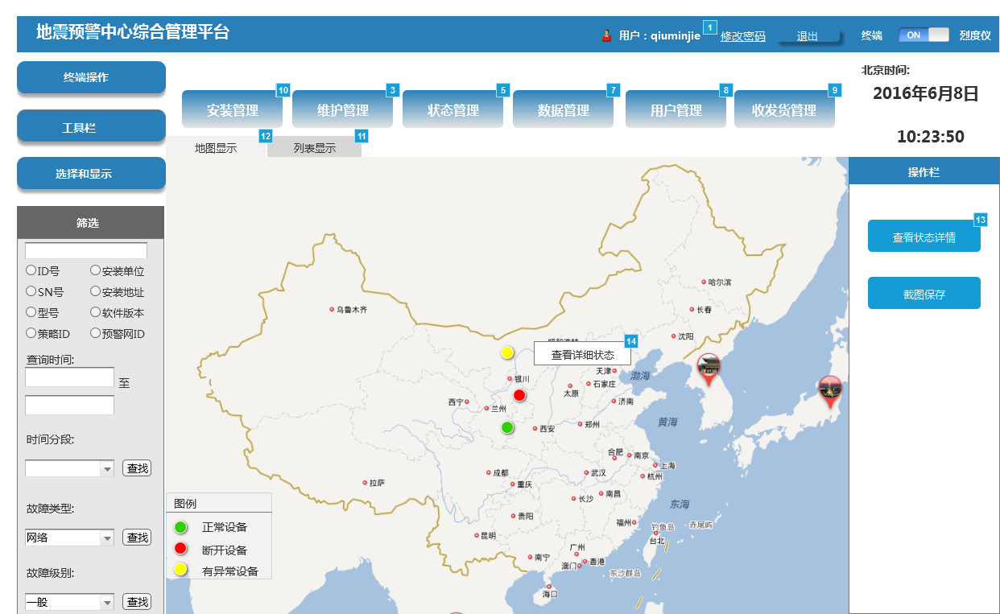 地震预警中心综合管理平台
用户：qiuminjie
1
修改密码
退出
终端
ON
烈度仪
终端操作
工具栏
选择和显示
安装管理
10
维护管理
3
状态管理
5
数据管理
7
用户管理
8
收发货管理
9
北京时间:
2016年6月8日
10:23:50
地图显示
12
列表显示
11
筛选
ID号
安装单位
SN号
安装地址
型号
软件版本
策略ID
预警网ID
查询时间:
至
时间分段:
查找
故障类型:
网络
查找
故障级别:
一般
查找
哈尔滨
长春
乌鲁木齐
沈阳
14
查看详细状态
天津
渤海
银川
石家庄
太原
西宁
兰州
济南
西安
郑州
黄海
合肥
南京
上海
成都
武汉
杭州
拉萨
重庆
长沙
南昌
东海
贵阳
福州
钓鱼岛
赤尾屿
昆明
台北
广州
南宁
香港
澳门
东沙群岛
海口
图例
正常设备
断开设备
有异常设备
操作栏
13
查看状态详情
截图保存